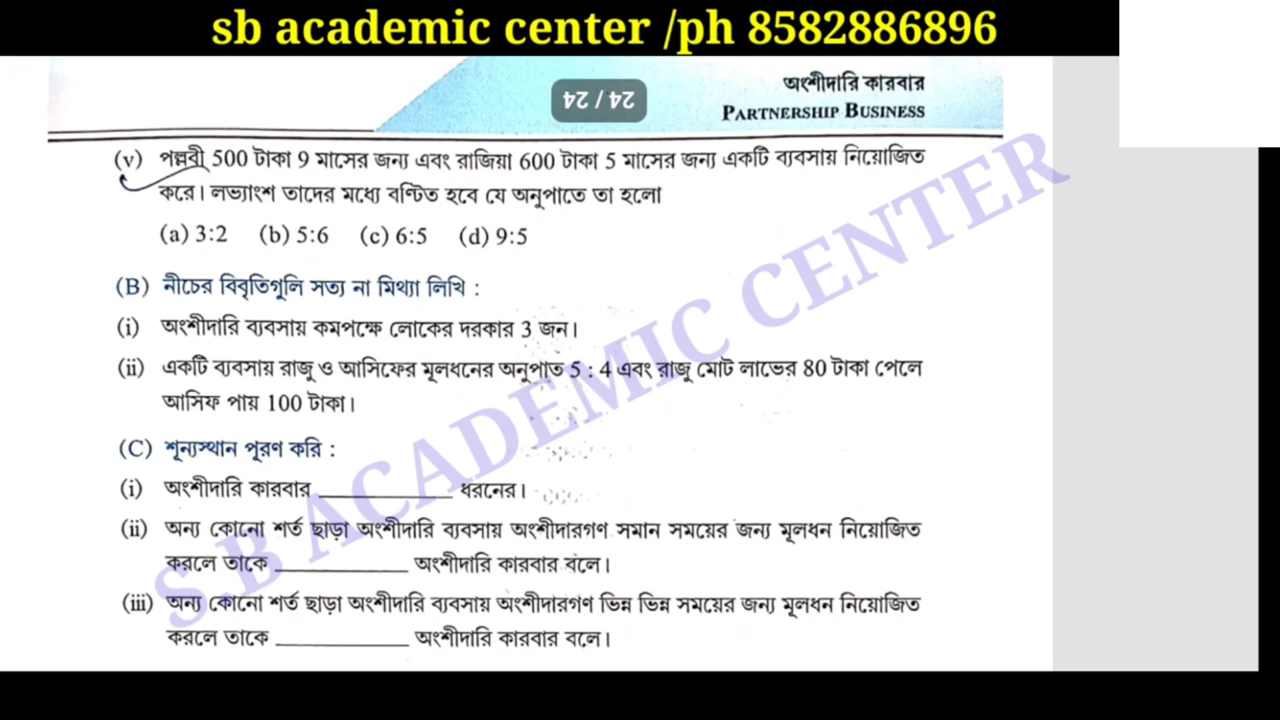 sb academic center /ph 8582886896
24 / 24
অংশীদারি কারবার
PARTNERSHIP BUSINESS
(v) পল্লবী 500 টাকা 9 মাসের জন্য এবং রাজিয়া 600 টাকা 5 মাসের জন্য একটি ব্যবসায় নিয়োজিত
করে। লভ্যাংশ তাদের মধ্যে বণ্টিত হবে যে অনুপাতে তা হলো
(a) 3:2 (b) 5:6 (c) 6:5 (d) 9:5
(B) নীচের বিবৃতিগুলি সত্য না মিথ্যা লিখি :
(i) অংশীদারি ব্যবসায় কমপক্ষে লোকের দরকার 3 জন।
(ii) একটি ব্যবসায় রাজু ও আসিফের মূলধনের অনুপাত 5 : 4 এবং রাজু মোট লাভের 80 টাকা পেলে
আসিফ পায় 100 টাকা।
(C) শূন্যস্থান পূরণ করি :
(i) অংশীদারি কারবার ____________ ধরনের।
(ii) অন্য কোনো শর্ত ছাড়া অংশীদারি ব্যবসায় অংশীদারগণ সমান সময়ের জন্য মূলধন নিয়োজিত
করলে তাকে ____________ অংশীদারি কারবার বলে।
(iii) অন্য কোনো শর্ত ছাড়া অংশীদারি ব্যবসায় অংশীদারগণ ভিন্ন ভিন্ন সময়ের জন্য মূলধন নিয়োজিত
করলে তাকে ____________ অংশীদারি কারবার বলে।
S.B ACADEMIC CENTER